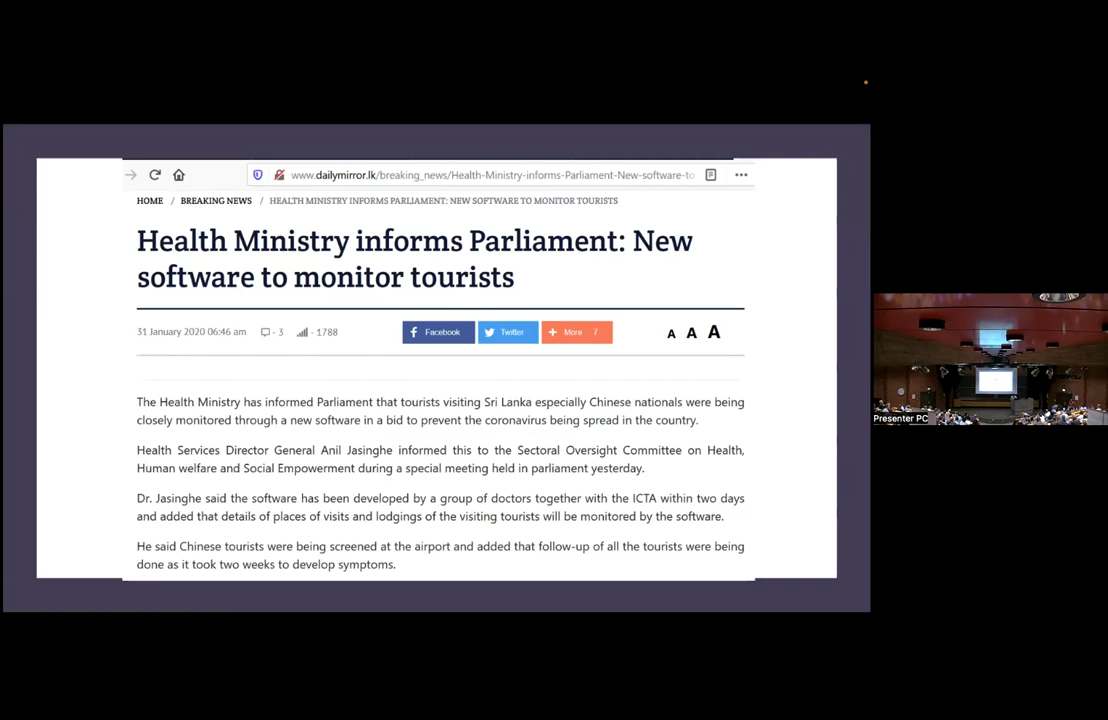 www.dailymirror.lk/breaking_news/Health-Ministry-informs-Parliament-New-software-to
HOME / BREAKING NEWS / HEALTH MINISTRY INFORMS PARLIAMENT: NEW SOFTWARE TO MONITOR TOURISTS
Health Ministry informs Parliament: New
software to monitor tourists
31 January 2020 06:46 am - 3 - 1788 Facebook Twitter + More 7 A A A
The Health Ministry has informed Parliament that tourists visiting Sri Lanka especially Chinese nationals were being
closely monitored through a new software in a bid to prevent the coronavirus being spread in the country.
Health Services Director General Anil Jasinghe informed this to the Sectoral Oversight Committee on Health,
Human welfare and Social Empowerment during a special meeting held in parliament yesterday.
Dr. Jasinghe said the software has been developed by a group of doctors together with the ICTA within two days
and added that details of places of visits and lodgings of the visiting tourists will be monitored by the software.
He said Chinese tourists were being screened at the airport and added that follow-up of all the tourists were being
done as it took two weeks to develop symptoms.
Presenter PC